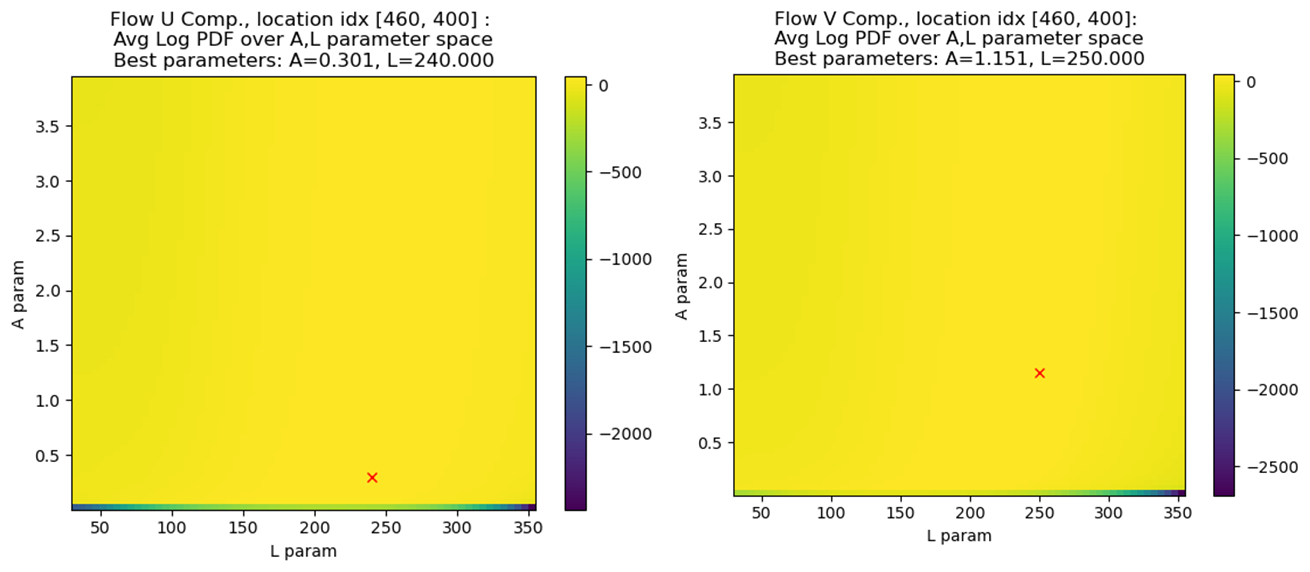 Flow U Comp., location idx [460, 400] :
Avg Log PDF over A,L parameter space
Best parameters: A=0.301, L=240.000
A param
3.5
3.0
2.5
2.0
1.5
1.0
0.5
50 100 150 200 250 300 350
L param
0
−500
−1000
−1500
−2000
Flow V Comp., location idx [460, 400]:
Avg Log PDF over A,L parameter space
Best parameters: A=1.151, L=250.000
A param
3.5
3.0
2.5
2.0
1.5
1.0
0.5
50 100 150 200 250 300 350
L param
0
−500
−1000
−1500
−2000
−2500